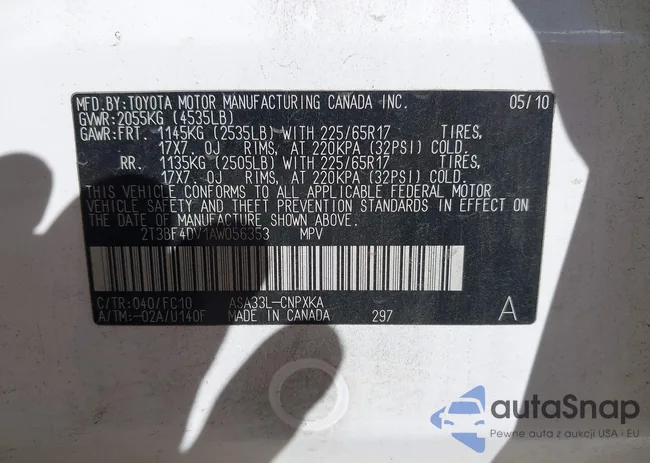 MFD.BY:TOYOTA MOTOR MANUFACTURING CANADA INC. 05/10
GVWR:2055KG (4535LB)
GAWR:FRT. 1145KG (2535LB) WITH 225/65R17 TIRES,
17X7.0J RIMS, AT 220KPA (32PSI) COLD.
RR. 1135KG (2505LB) WITH 225/65R17 TIRES,
17X7.0J RIMS, AT 220KPA (32PSI) COLD.
THIS VEHICLE CONFORMS TO ALL APPLICABLE FEDERAL MOTOR
VEHICLE SAFETY AND THEFT PREVENTION STANDARDS IN EFFECT ON
THE DATE OF MANUFACTURE SHOWN ABOVE.
2T3BF4DV1AW056353 MPV
C/TR:040/FC10 ASA33L-CNPXKA
A/TM:-02A/U140F MADE IN CANADA 297 A
autaSnap
Pewne auta z aukcji USA i EU